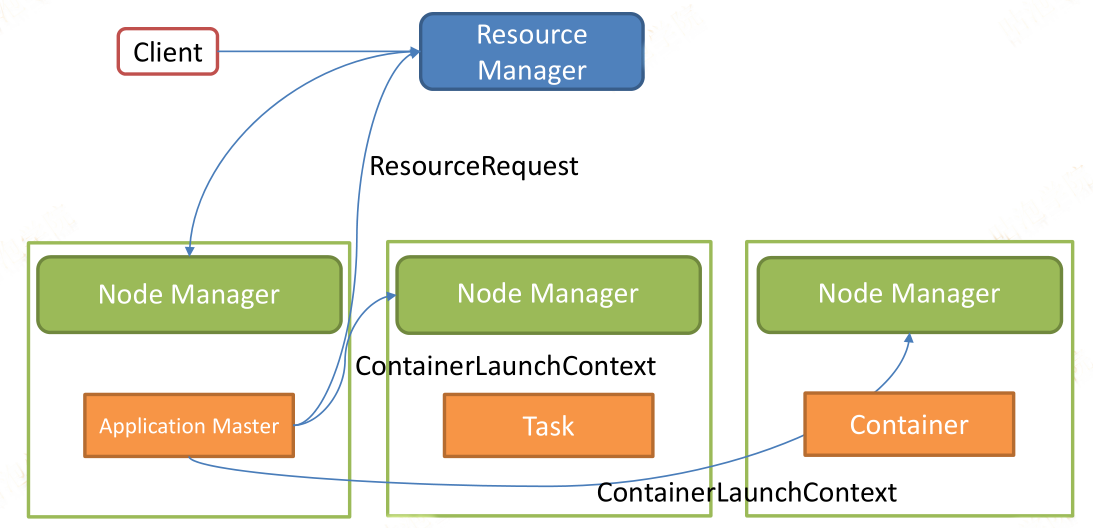 Client
Resource
Manager
ResourceRequest
Node Manager
Node Manager
Node Manager
ContainerLaunchContext
Application Master
Task
Container
ContainerLaunchContext